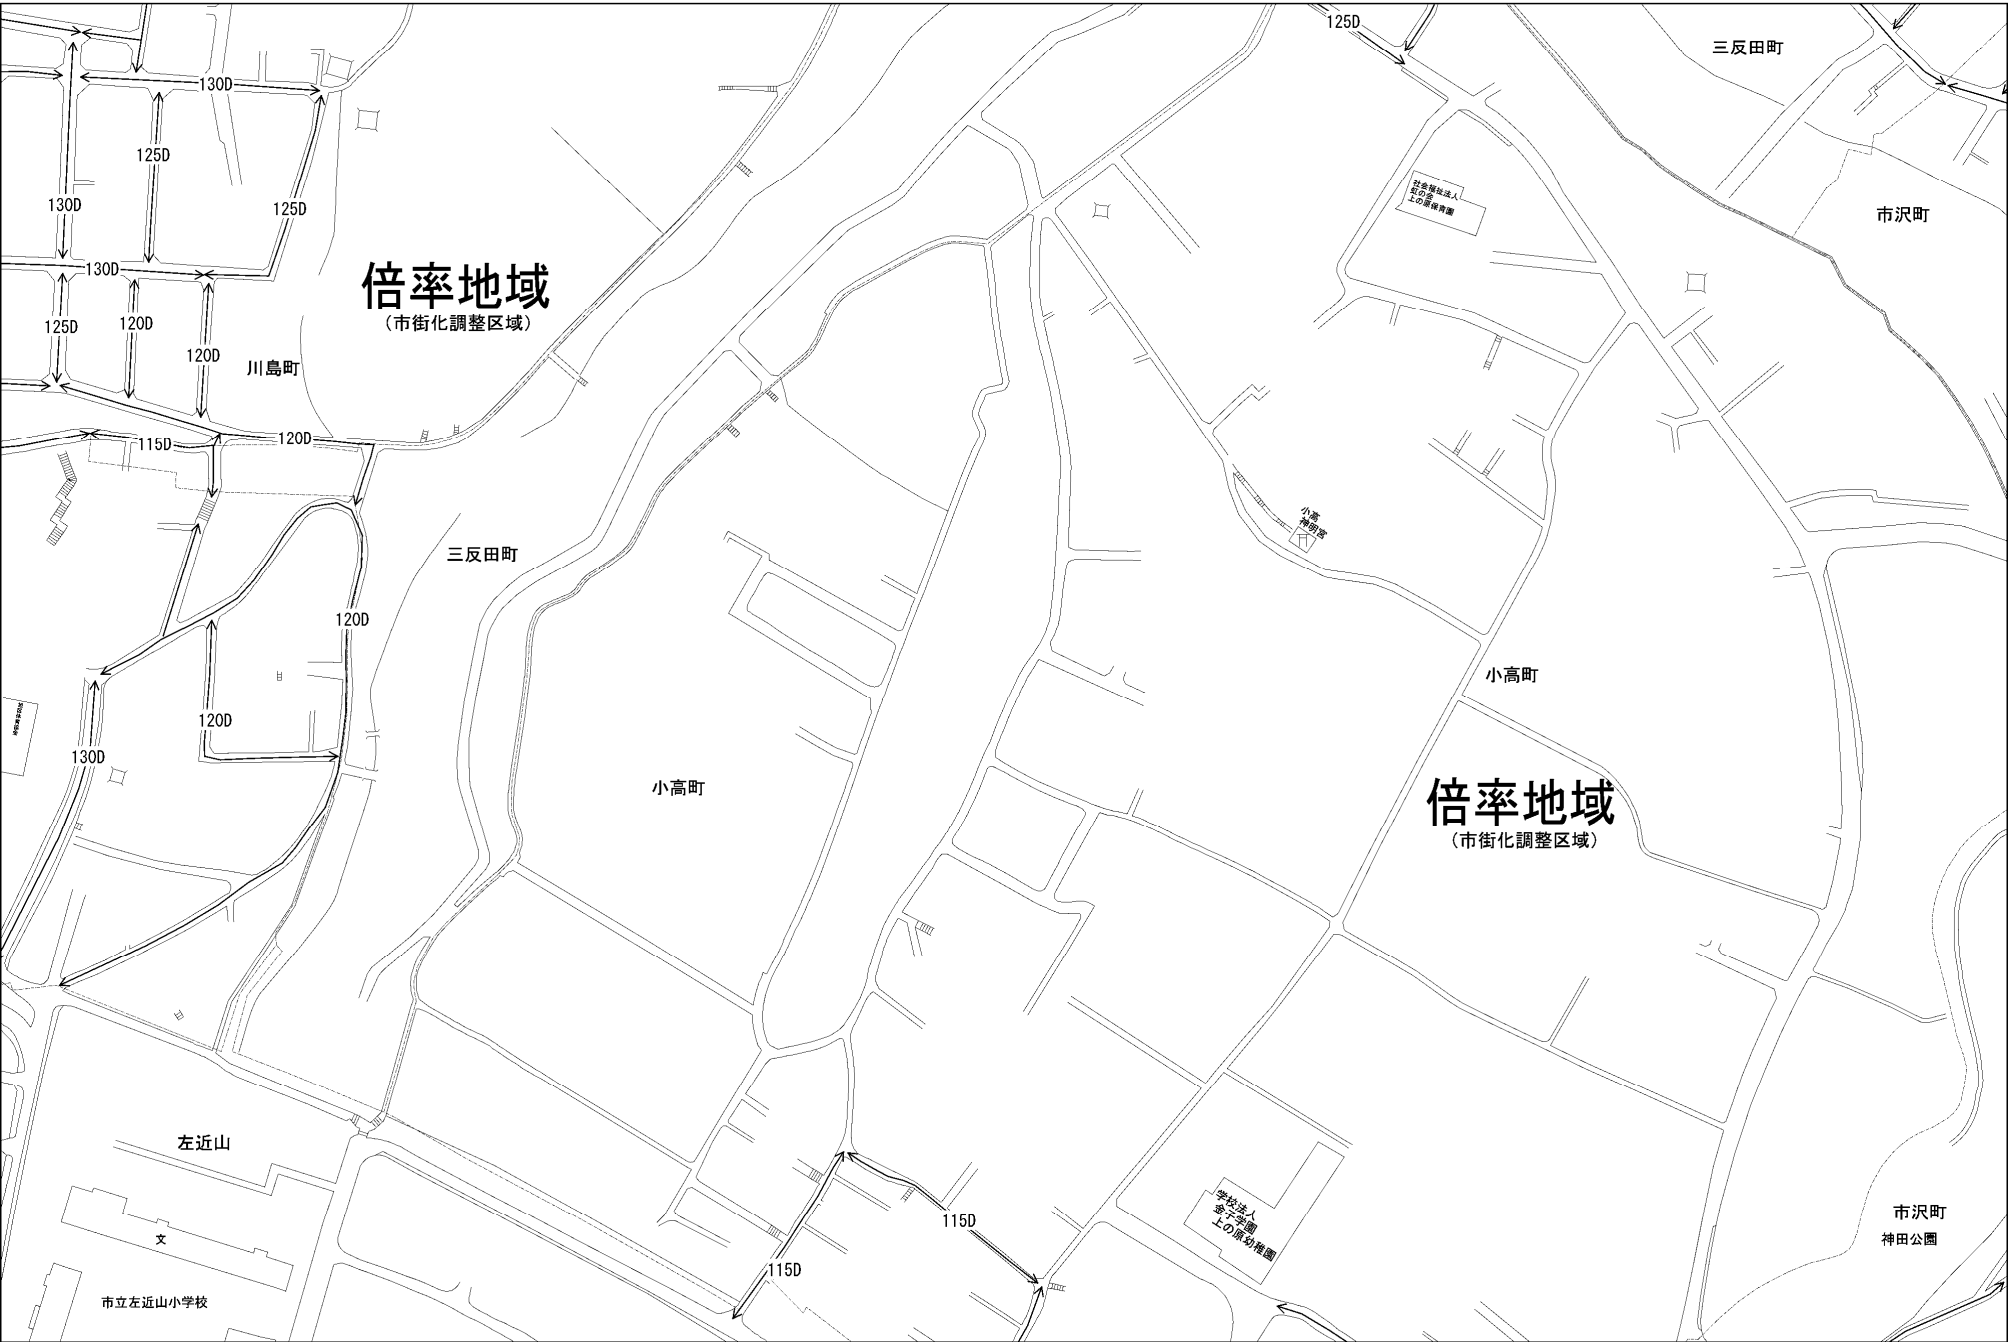 125D
三反田町
130D
125D
130D
125D
社会福祉法人
虹の会
上の原保育園
市沢町
130D
倍率地域
(市街化調整区域)
125D
120D
120D
川島町
115D
120D
小高
神明宮
三反田町
120D
小高町
120D
130D
小高町
倍率地域
(市街化調整区域)
左近山
学校法人
金子学園
上の原幼稚園
115D
市沢町
神田公園
文
115D
市立左近山小学校